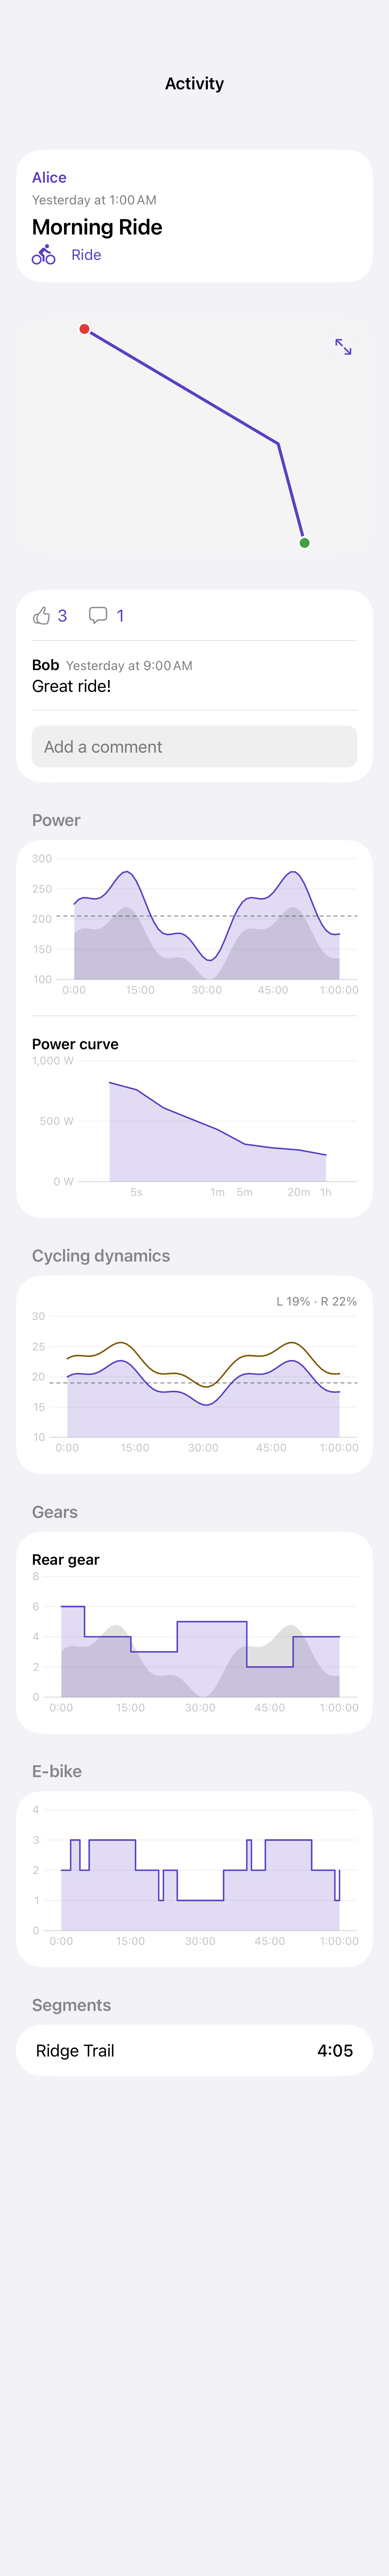 Activity
Alice
Yesterday at 1:00 AM
Morning Ride
Ride
3 1
Bob Yesterday at 9:00 AM
Great ride!
Add a comment
Power
300
250
200
150
100
0:00 15:00 30:00 45:00 1:00:00
Power curve
1,000 W
500 W
0 W
5s 1m 5m 20m 1h
Cycling dynamics
L 19% · R 22%
30
25
20
15
10
0:00 15:00 30:00 45:00 1:00:00
Gears
Rear gear
8
6
4
2
0
0:00 15:00 30:00 45:00 1:00:00
E-bike
4
3
2
1
0
0:00 15:00 30:00 45:00 1:00:00
Segments
Ridge Trail 4:05